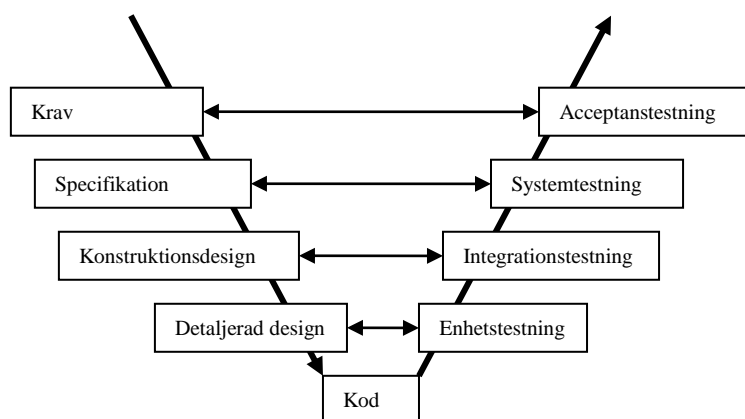 Krav
Acceptanstestning
Specifikation
Systemtestning
Konstruktionsdesign
Integrationstestning
Detaljerad design
Enhetstestning
Kod